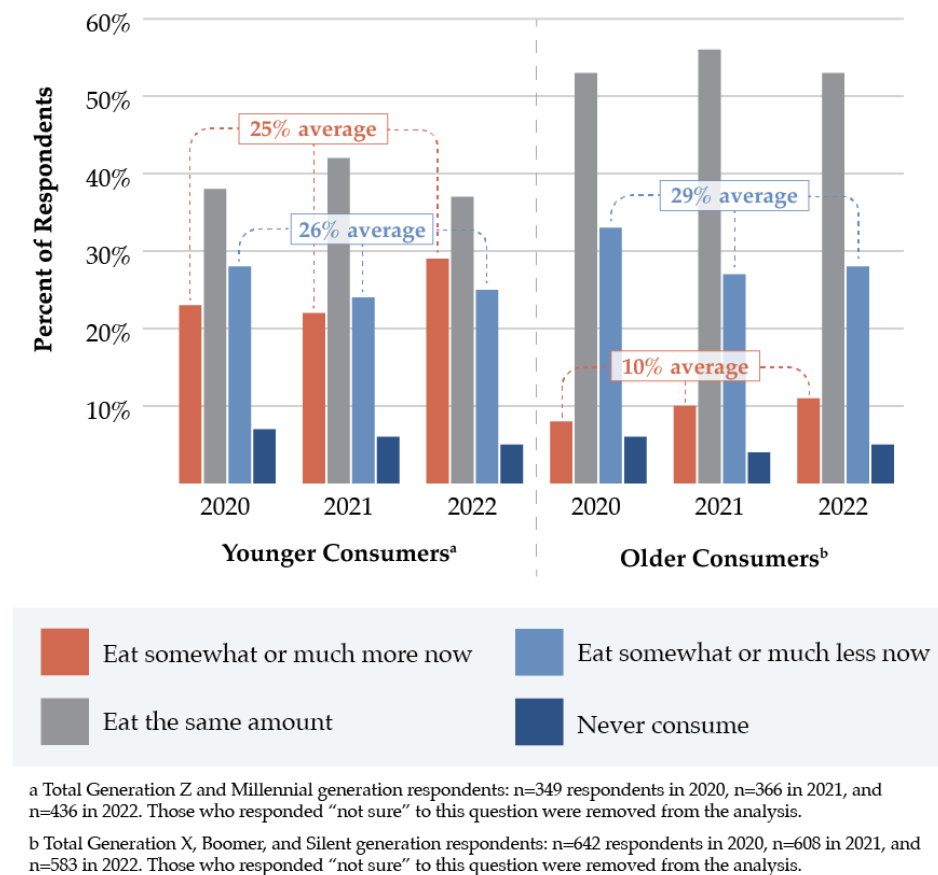 60%
50%
40%
30%
20%
10%
Percent of Respondents
25% average
26% average
29% average
10% average
2020
2021
2022
2020
2021
2022
Younger Consumersᵃ
Older Consumersᵇ
Eat somewhat or much more now
Eat somewhat or much less now
Eat the same amount
Never consume
a Total Generation Z and Millennial generation respondents: n=349 respondents in 2020, n=366 in 2021, and
n=436 in 2022. Those who responded “not sure” to this question were removed from the analysis.
b Total Generation X, Boomer, and Silent generation respondents: n=642 respondents in 2020, n=608 in 2021, and
n=583 in 2022. Those who responded “not sure” to this question were removed from the analysis.